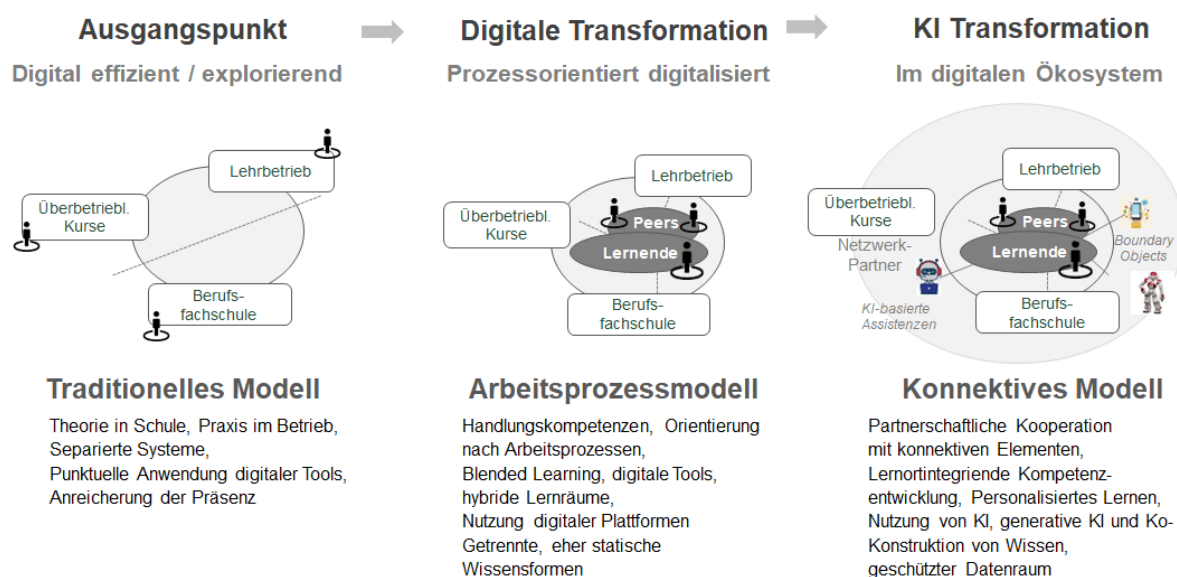 Ausgangspunkt
Digital effizient / explorierend
Lehrbetrieb
Überbetriebl.
Kurse
Berufs-
fachschule
Traditionelles Modell
Theorie in Schule, Praxis im Betrieb,
Separierte Systeme,
Punktuelle Anwendung digitaler Tools,
Anreicherung der Präsenz
Digitale Transformation
Prozessorientiert digitalisiert
Lehrbetrieb
Überbetriebl.
Kurse
Peers
Lernende
Berufs-
fachschule
Arbeitsprozessmodell
Handlungskompetenzen, Orientierung
nach Arbeitsprozessen,
Blended Learning, digitale Tools,
hybride Lernräume,
Nutzung digitaler Plattformen
Getrennte, eher statische
Wissensformen
KI Transformation
Im digitalen Ökosystem
Lehrbetrieb
Überbetriebl.
Kurse
Peers
Lernende
Netzwerk-
Partner
Boundary
Objects
KI-basierte
Assistenzen
Berufs-
fachschule
Konnektives Modell
Partnerschaftliche Kooperation
mit konnektiven Elementen,
Lernortintegriende Kompetenz-
entwicklung, Personalisiertes Lernen,
Nutzung von KI, generative KI und Ko-
Konstruktion von Wissen,
geschützter Datenraum